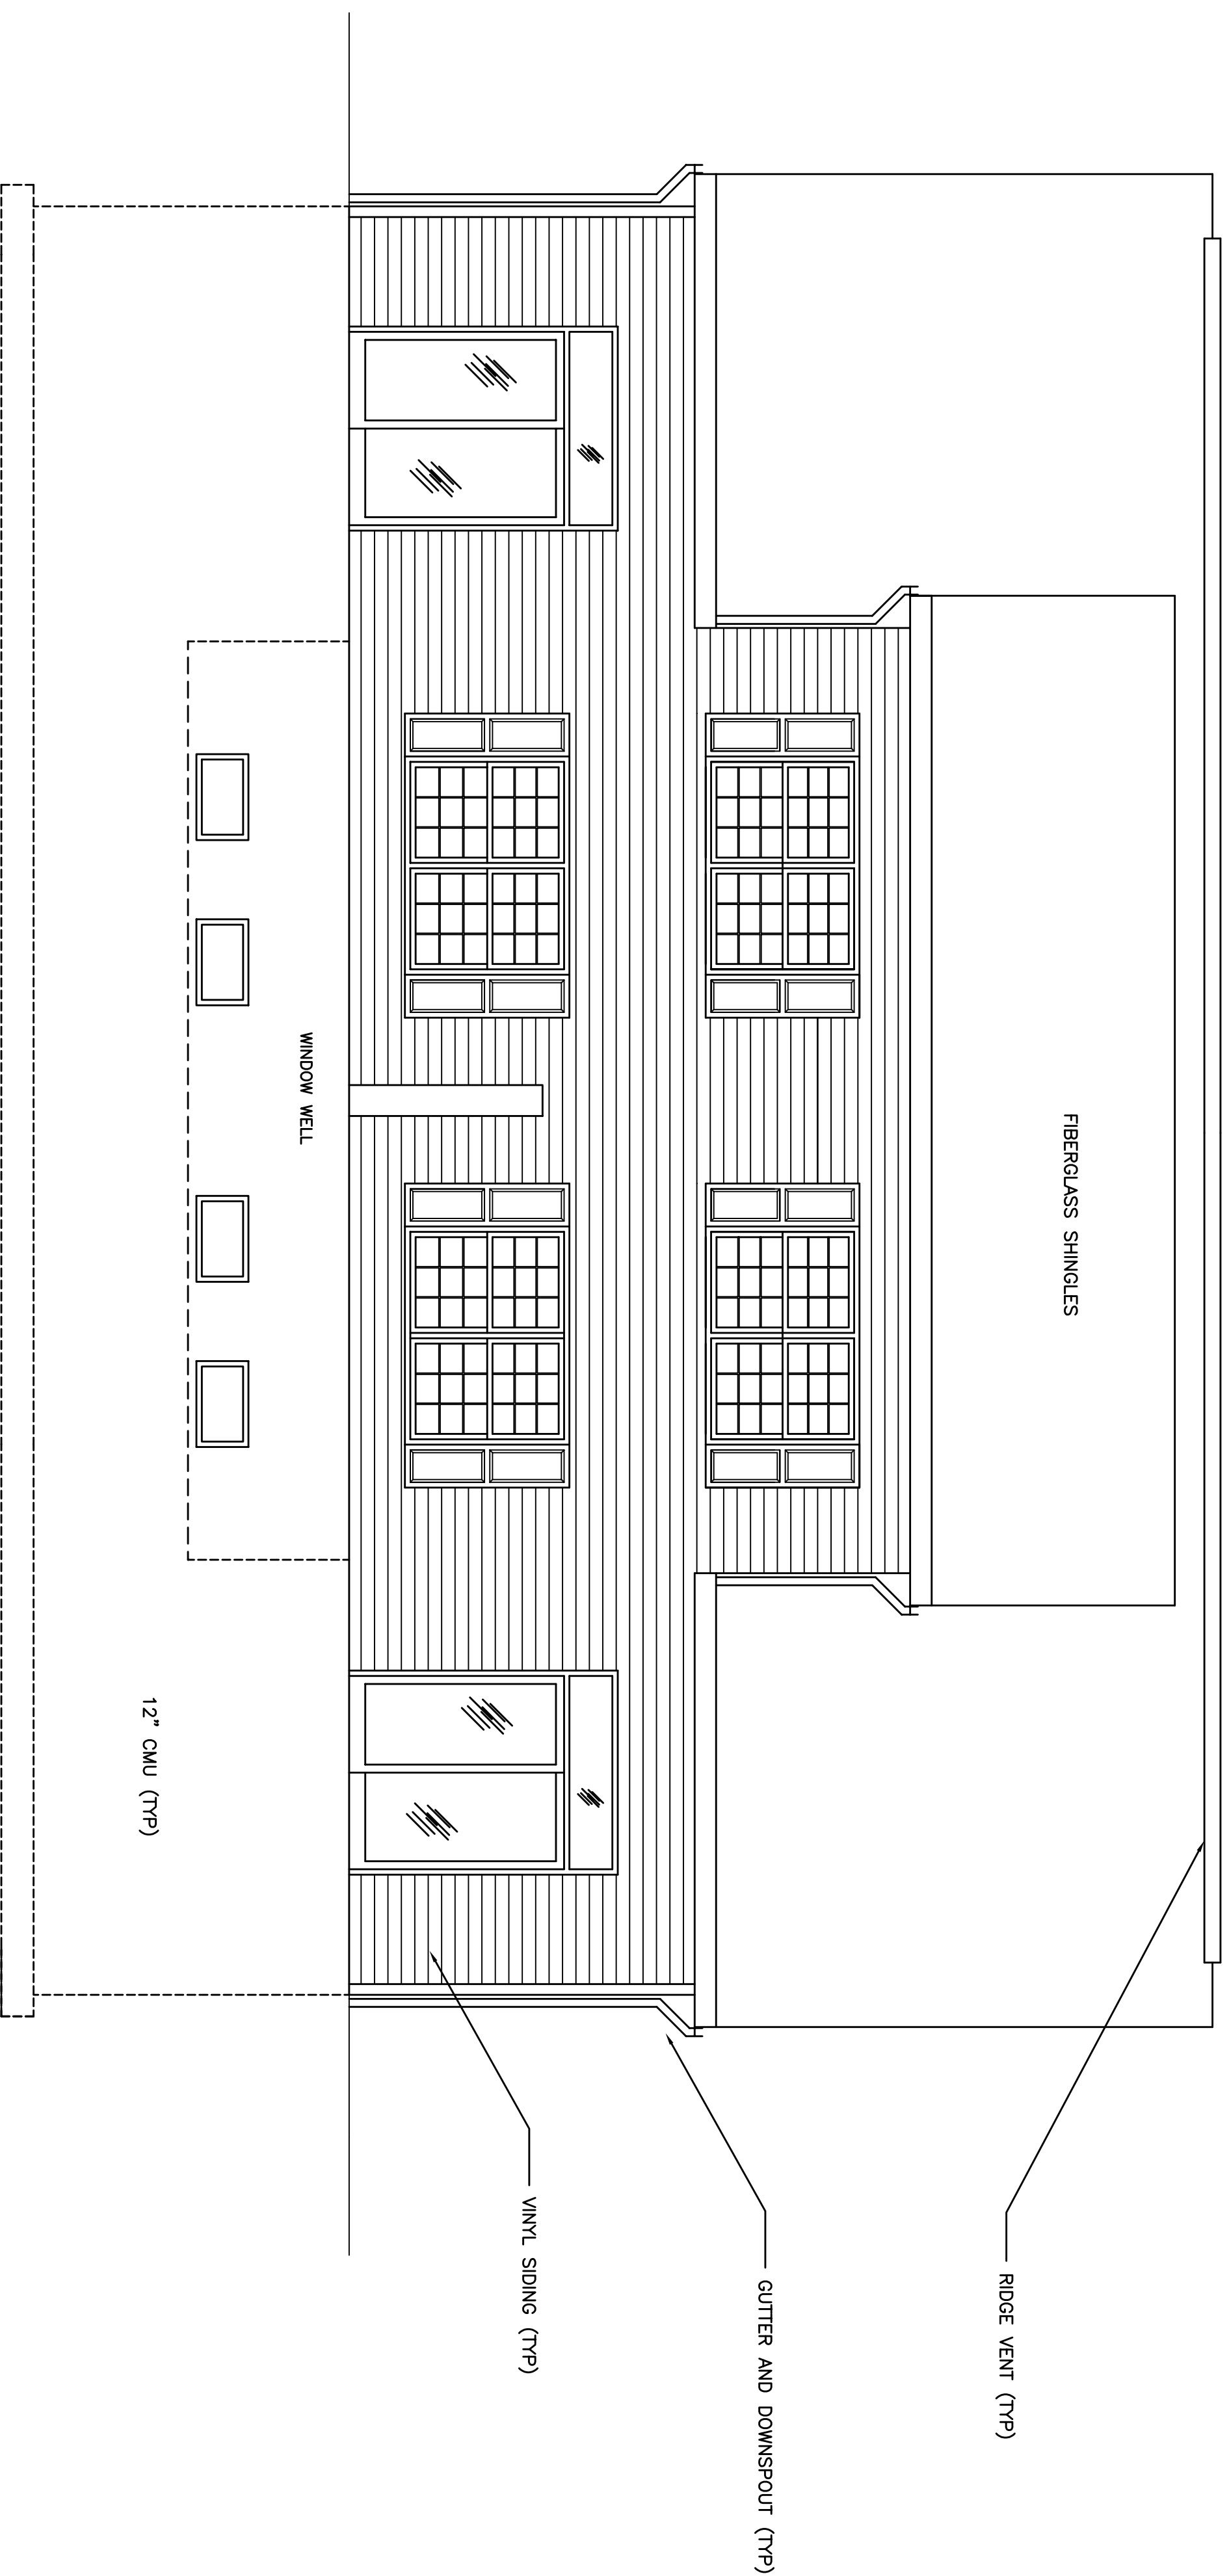 RIDGE VENT (TYP)
FIBERGLASS SHINGLES
GUTTER AND DOWNSPOUT (TYP)
VINYL SIDING (TYP)
WINDOW WELL
12" CMU (TYP)